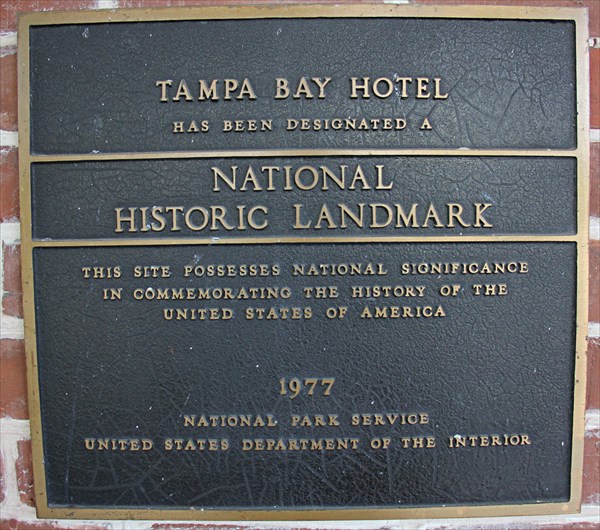 TAMPA BAY HOTEL
HAS BEEN DESIGNATED A
NATIONAL
HISTORIC LANDMARK
THIS SITE POSSESSES NATIONAL SIGNIFICANCE
IN COMMEMORATING THE HISTORY OF THE
UNITED STATES OF AMERICA
1977
NATIONAL PARK SERVICE
UNITED STATES DEPARTMENT OF THE INTERIOR